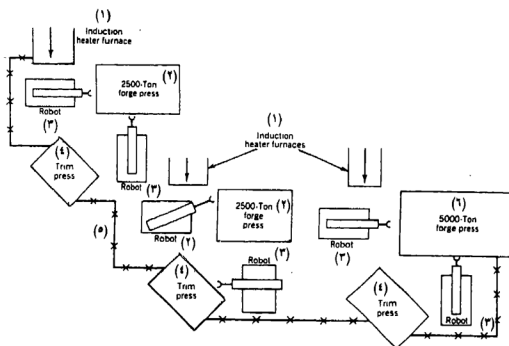 (١)
Induction
heater furnace
2500-Ton (٢)
forge press
Robot
(٣)
(٤)
Trim
press
Robot
(٣)
(١)
Induction
heater furnaces
(٥)
Robot
(٢)
2500-Ton (٢)
forge
press
Robot
(٣)
(٦)
5000-Ton
forge press
Robot
(٣)
(٤)
Trim
press
(٤)
Trim
press
Robot (٣)